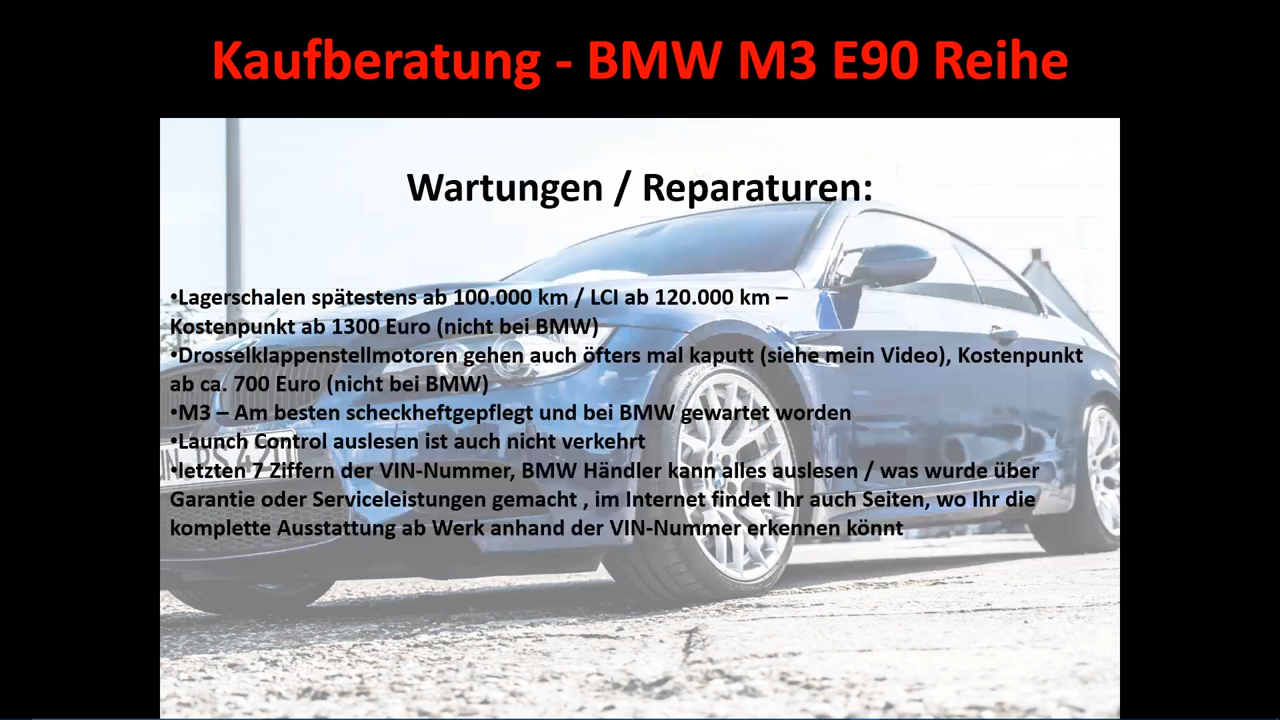 Kaufberatung - BMW M3 E90 Reihe
Wartungen / Reparaturen:
•Lagerschalen spätestens ab 100.000 km / LCI ab 120.000 km –
Kostenpunkt ab 1300 Euro (nicht bei BMW)
•Drosselklappenstellmotoren gehen auch öfters mal kaputt (siehe mein Video), Kostenpunkt
ab ca. 700 Euro (nicht bei BMW)
•M3 – Am besten scheckheftgepflegt und bei BMW gewartet worden
•Launch Control auslesen ist auch nicht verkehrt
•letzten 7 Ziffern der VIN-Nummer, BMW Händler kann alles auslesen / was wurde über
Garantie oder Serviceleistungen gemacht , im Internet findet Ihr auch Seiten, wo Ihr die
komplette Ausstattung ab Werk anhand der VIN-Nummer erkennen könnt